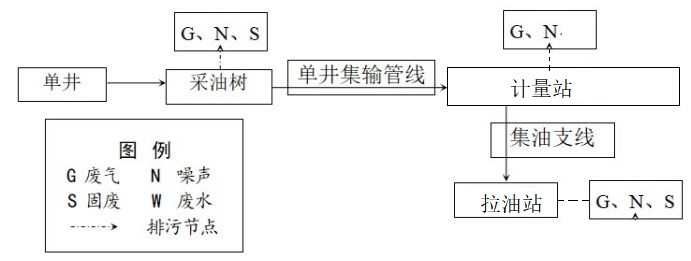 G、N、S
G、N.
单井
采油树
单井集输管线
计量站
集油支线
图 例
G 废气 N 噪声
S 固废 W 废水
排污节点
拉油站
G、N、S